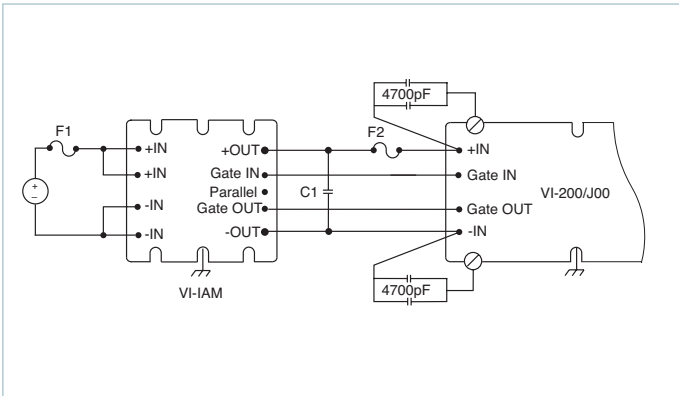 4700pF
F1
F2
+IN
+OUT
+IN
+IN
Gate IN
Gate IN
Parallel
C1
VI-200/J00
-IN
Gate OUT
Gate OUT
-IN
-OUT
-IN
+
–
4700pF
VI-IAM